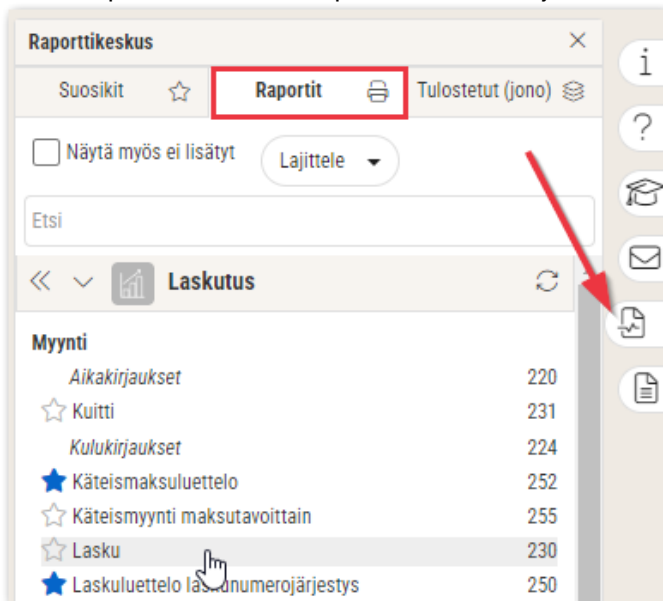 Raporttikeskus
Suosikit Raportit Tulostetut (jono)
Näytä myös ei lisätyt Lajittele
Etsi
Laskutus
Myynti
Aikakirjaukset 220
Kuitti 231
Kulukirjaukset 224
Käteismaksuluettelo 252
Käteismyynti maksutavoittain 255
Lasku 230
Laskuluettelo laskunumerojärjestys 250